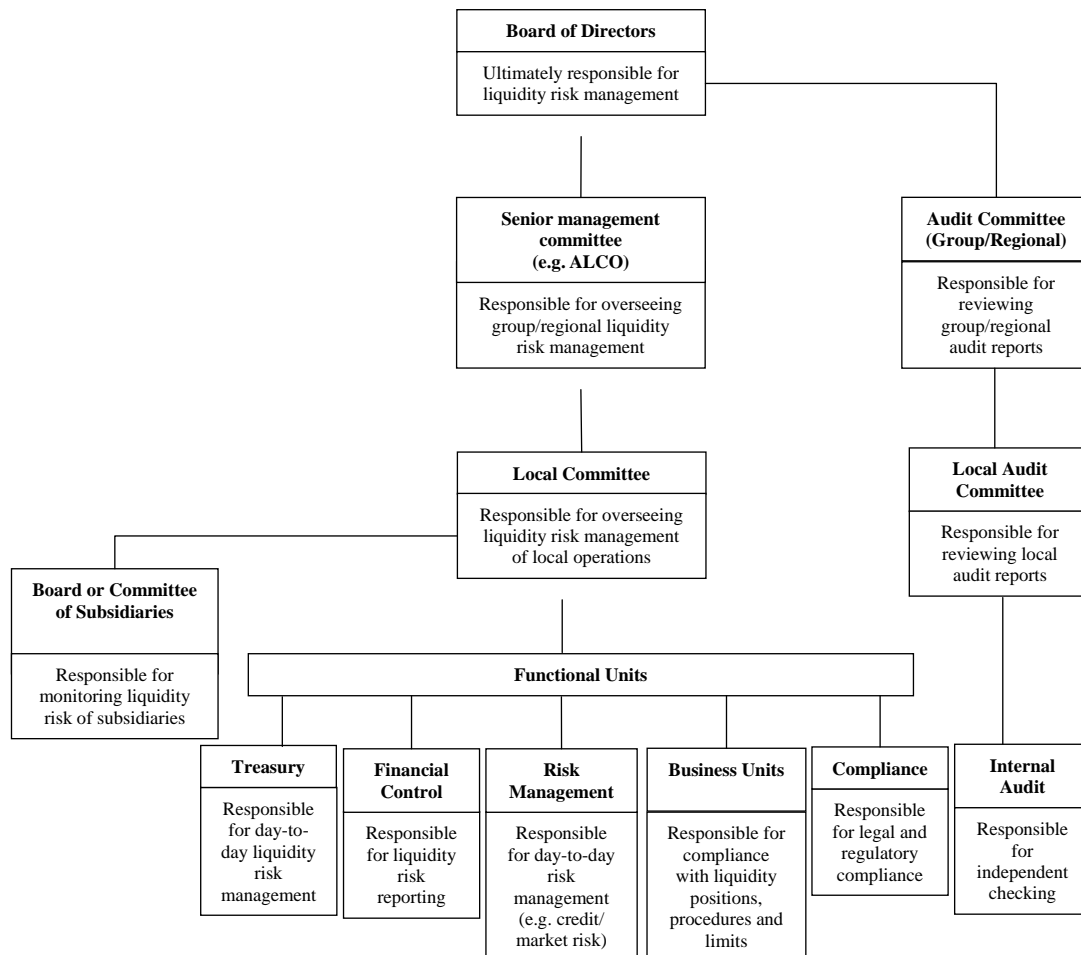 Board of Directors
Ultimately responsible for
liquidity risk management
Senior management
committee
(e.g. ALCO)
Responsible for overseeing
group/regional liquidity
risk management
Audit Committee
(Group/Regional)
Responsible for
reviewing
group/regional
audit reports
Local Committee
Responsible for overseeing
liquidity risk management
of local operations
Local Audit
Committee
Responsible for
reviewing local
audit reports
Board or Committee
of Subsidiaries
Responsible for
monitoring liquidity
risk of subsidiaries
Functional Units
Treasury
Responsible
for day-to-
day liquidity
risk
management
Financial
Control
Responsible
for liquidity
risk
reporting
Risk
Management
Responsible
for day-to-day
risk
management
(e.g. credit/
market risk)
Business Units
Responsible for
compliance
with liquidity
positions,
procedures and
limits
Compliance
Responsible
for legal and
regulatory
compliance
Internal
Audit
Responsible
for
independent
checking